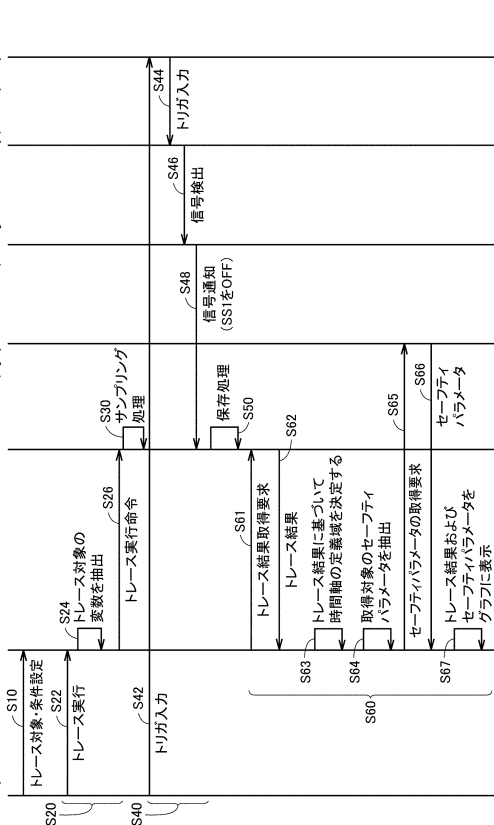 S10
トレース対象・条件設定
S20
S22
トレース実行
S24
トレース対象の
変数を抽出
S26
トレース実行命令
S30
サンプリング
処理
S40
S42
トリガ入力
S44
トリガ入力
S46
信号検出
S48
信号通知
(SS1をOFF)
保存処理
S50
S60
S61
トレース結果取得要求
S62
トレース結果
S63
トレース結果に基づいて
時間軸の定義域を決定する
S64
取得対象のセーフティ
パラメータを抽出
S65
セーフティパラメータの取得要求
S66
セーフティ
パラメータ
S67
トレース結果および
セーフティパラメータを
グラフに表示